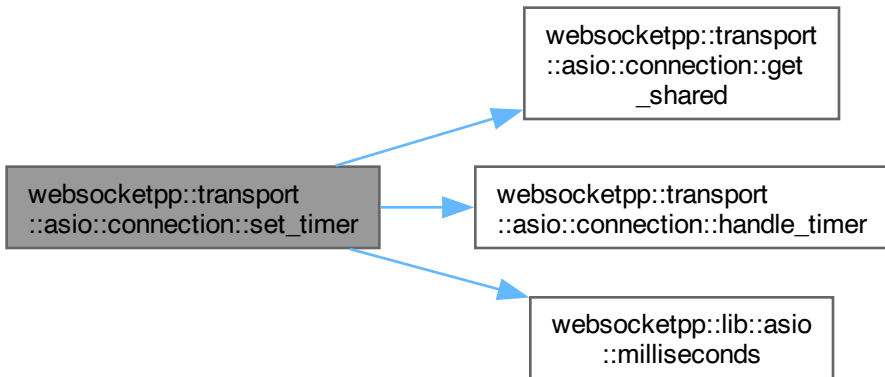 websocketpp::transport
::asio::connection::set_timer
websocketpp::transport
::asio::connection::get
_shared
websocketpp::transport
::asio::connection::handle_timer
websocketpp::lib::asio
::milliseconds